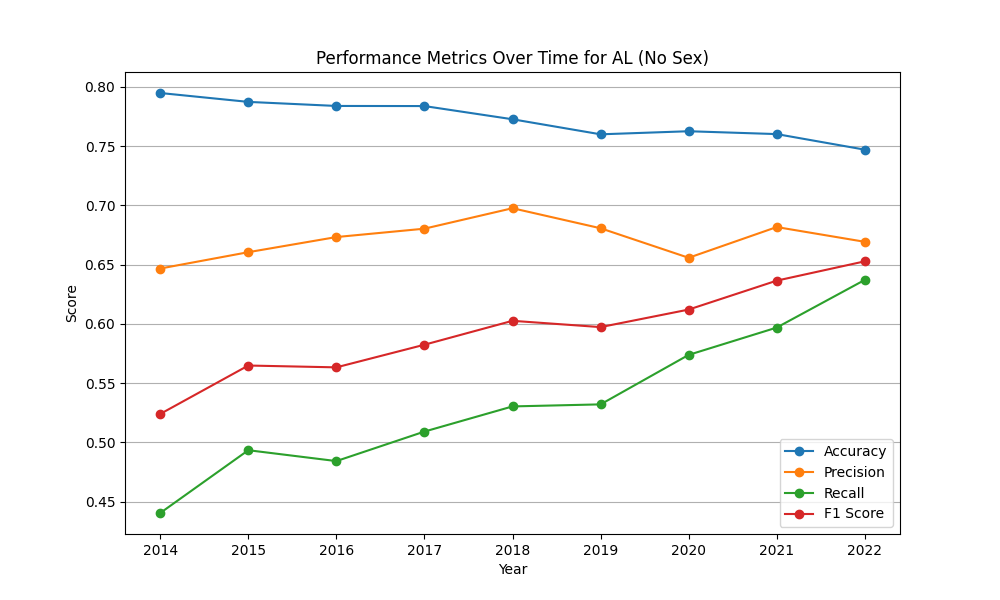 Performance Metrics Over Time for AL (No Sex)
0.80
0.75
0.70
0.65
0.60
0.55
0.50
0.45
Score
Accuracy
Precision
Recall
F1 Score
2014 2015 2016 2017 2018 2019 2020 2021 2022
Year